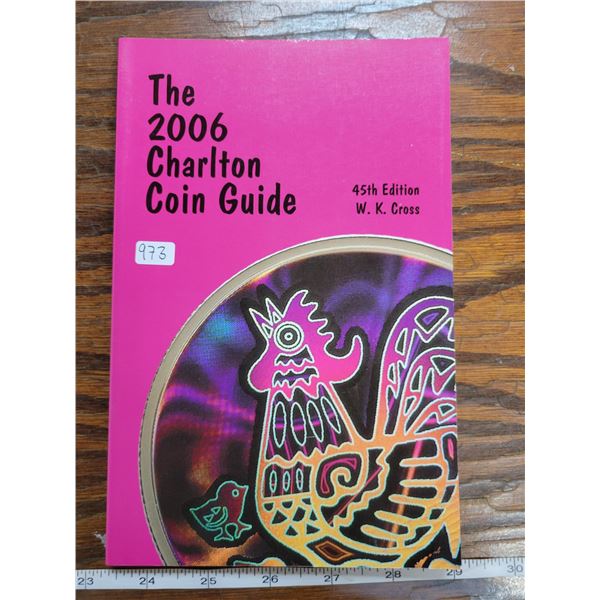 The
2006
Charlton
Coin Guide
45th Edition
W. K. Cross
973
23 24 25 26 27 28 29 30